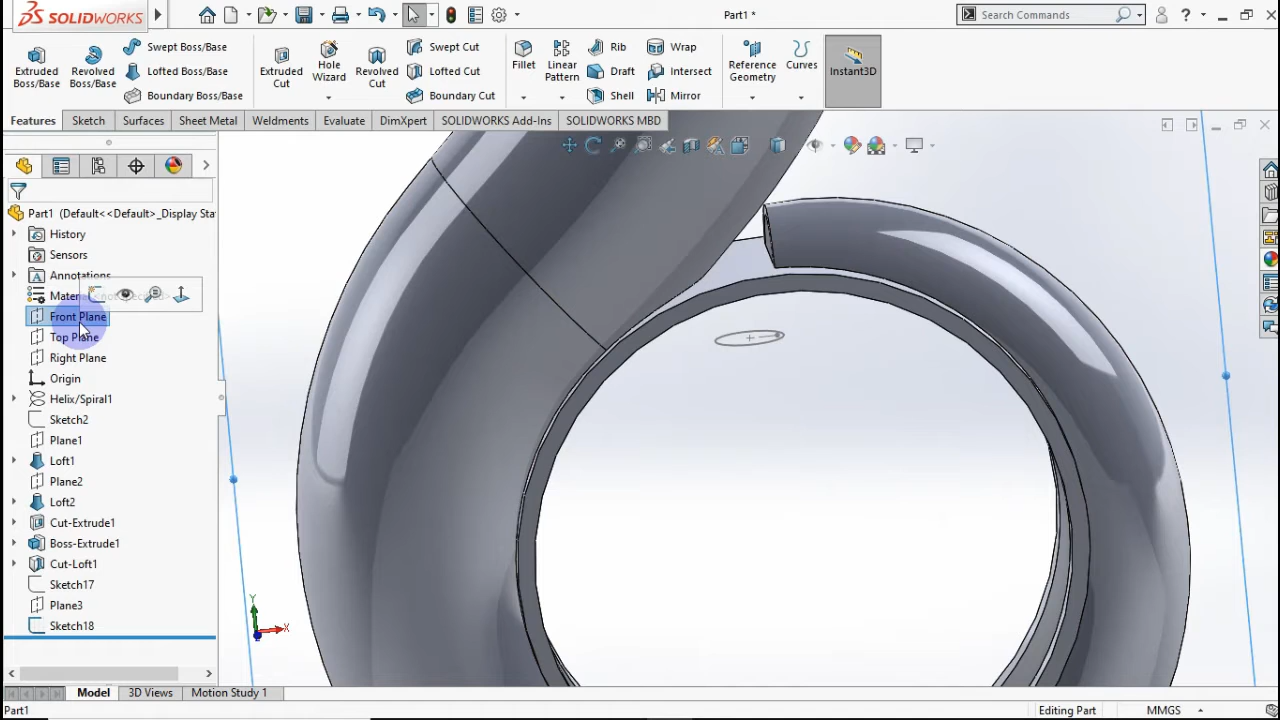 SOLIDWORKS
Part1 *
Search Commands
Extruded Boss/Base
Revolved Boss/Base
Swept Boss/Base
Lofted Boss/Base
Boundary Boss/Base
Extruded Cut
Hole Wizard
Revolved Cut
Swept Cut
Lofted Cut
Boundary Cut
Fillet
Linear Pattern
Rib
Draft
Shell
Wrap
Intersect
Mirror
Reference Geometry
Curves
Instant3D
Features
Sketch
Surfaces
Sheet Metal
Weldments
Evaluate
DimXpert
SOLIDWORKS Add-Ins
SOLIDWORKS MBD
Part1 (Default<<Default>_Display Sta
History
Sensors
Annotations
Front Plane
Top Plane
Right Plane
Origin
Helix/Spiral1
Sketch2
Plane1
Loft1
Plane2
Loft2
Cut-Extrude1
Boss-Extrude1
Cut-Loft1
Sketch17
Plane3
Sketch18
Y
X
Model
3D Views
Motion Study 1
Part1
Editing Part
MMGS